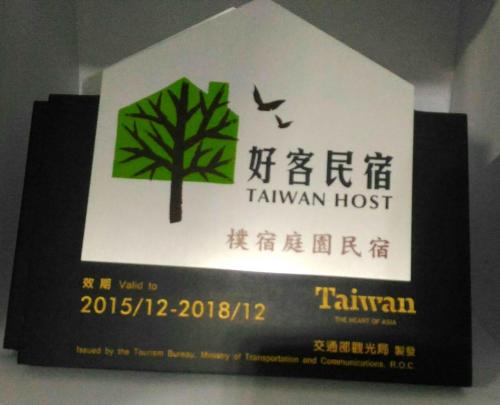 好客民宿
TAIWAN HOST
樸宿庭園民宿
效期 Valid to
2015/12-2018/12
Taiwan
THE HEART OF ASIA
交通部觀光局 製發
Issued by the Tourism Bureau, Ministry of Transportation and Communications, R.O.C